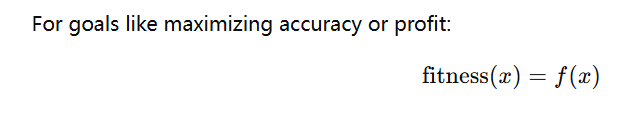 For goals like maximizing accuracy or profit:
fitness(x) = f(x)